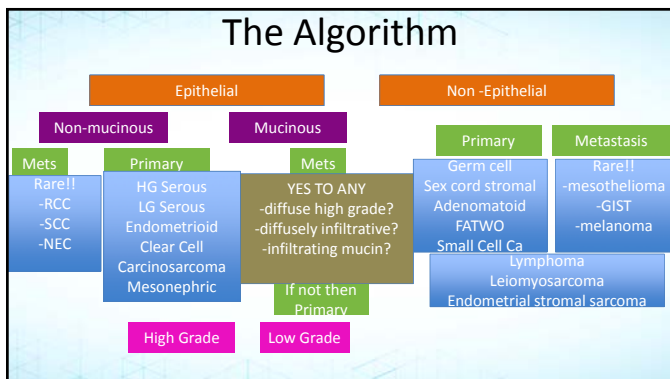 The Algorithm
Epithelial
Non -Epithelial
Non-mucinous
Mucinous
Primary
Metastasis
Mets
Primary
Mets
Rare!!
-RCC
-SCC
-NEC
HG Serous
LG Serous
Endometrioid
Clear Cell
Carcinosarcoma
Mesonephric
YES TO ANY
-diffuse high grade?
-diffusely infiltrative?
-infiltrating mucin?
If not then
Primary
Germ cell
Sex cord stromal
Adenomatoid
FATWO
Small Cell Ca
Rare!!
-mesothelioma
-GIST
-melanoma
Lymphoma
Leiomyosarcoma
Endometrial stromal sarcoma
High Grade
Low Grade